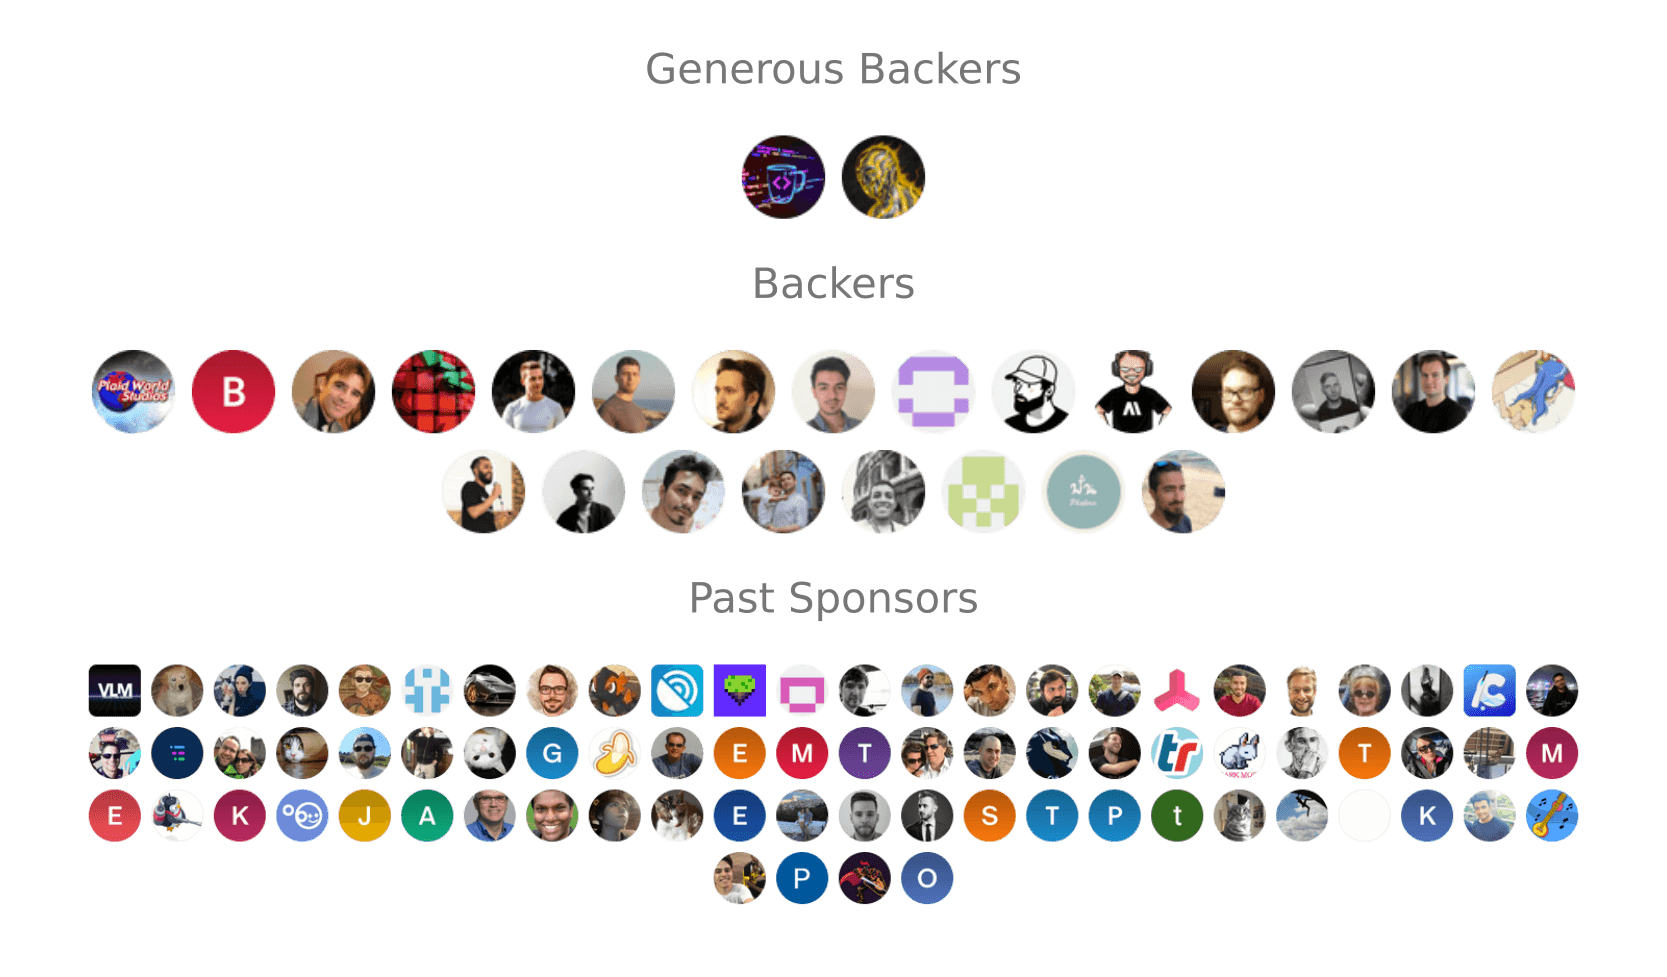 Generous Backers
Backers
Plaid World
Studios
B
Past Sponsors
VLM
C
G
E
M
T
tr
T
M
E
K
J
A
E
S
T
P
t
K
P
O